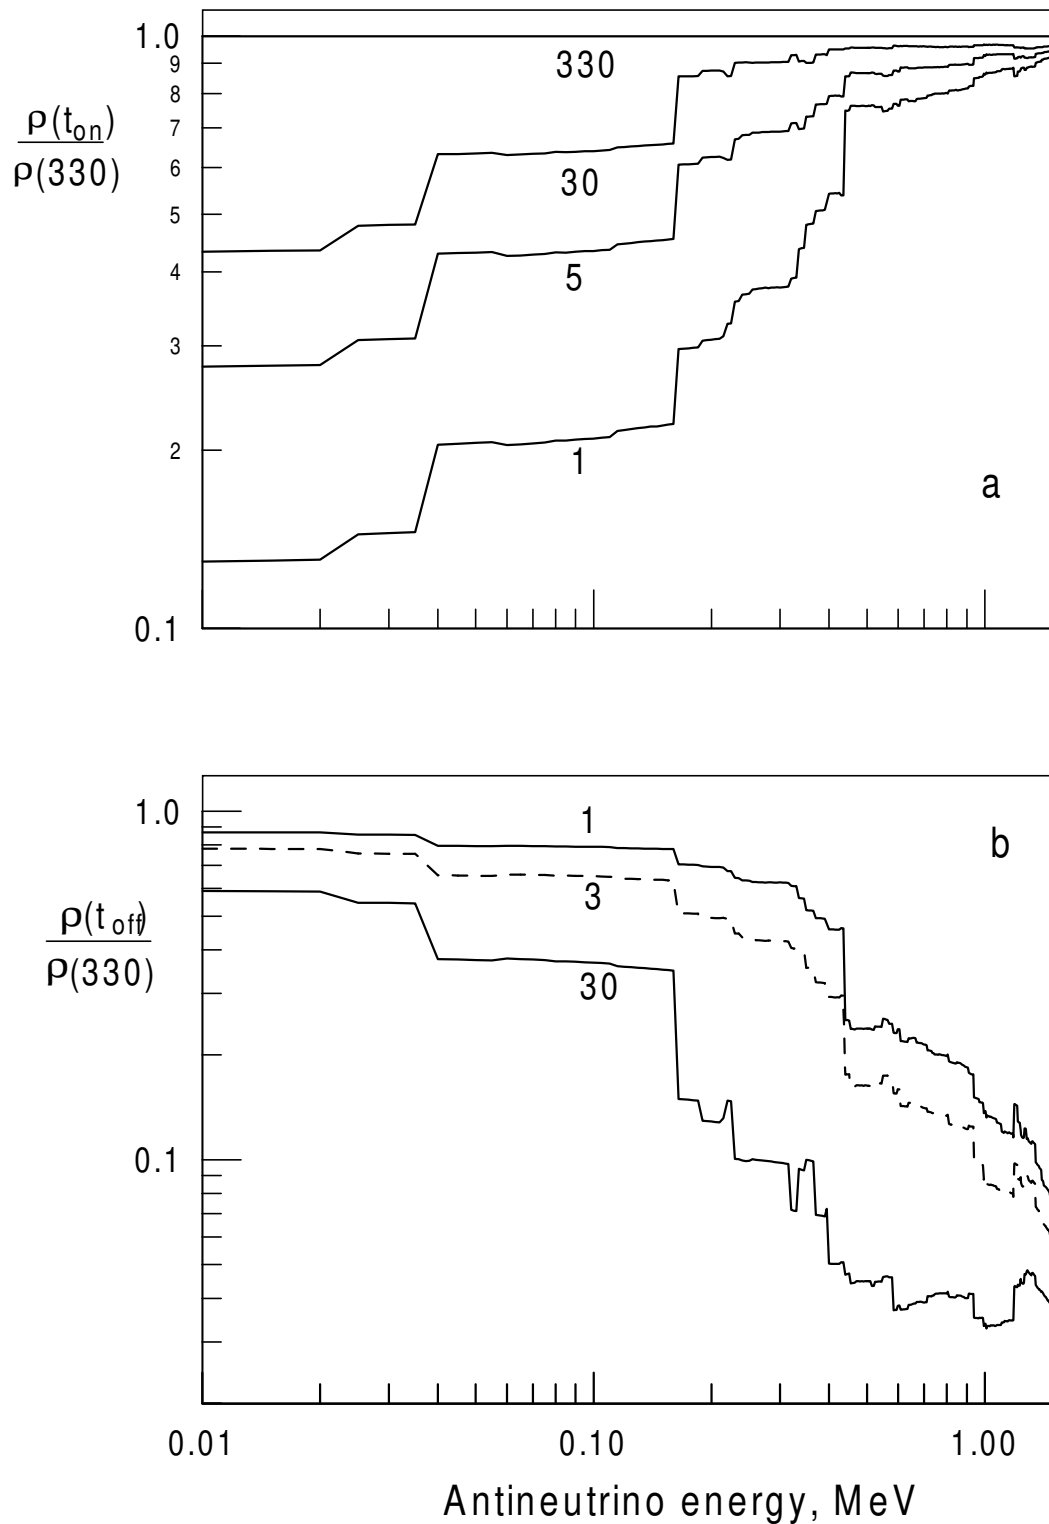 1.0
9
8
7
6
5
4
3
2
0.1
ρ(t_on)
ρ(330)
330
30
5
1
a
1.0
0.1
ρ(t_off)
ρ(330)
1
3
30
b
0.01 0.10 1.00
Antineutrino energy, MeV